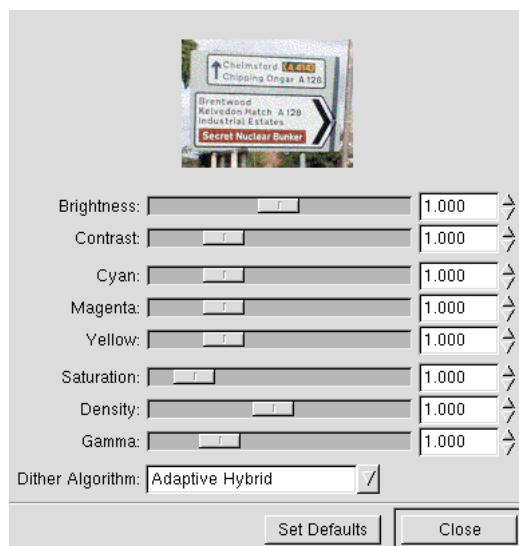 Chelmsford (A 414)
Chipping Ongar A 128
Brentwood
Kelvedon Hatch A 128
Industrial Estates
Secret Nuclear Bunker
Brightness: 1.000
Contrast: 1.000
Cyan: 1.000
Magenta: 1.000
Yellow: 1.000
Saturation: 1.000
Density: 1.000
Gamma: 1.000
Dither Algorithm: Adaptive Hybrid
Set Defaults Close